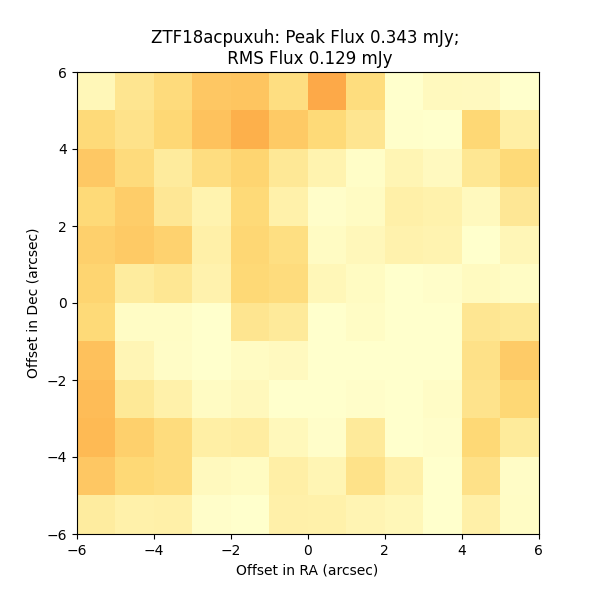 ZTF18acpuxuh: Peak Flux 0.343 mJy;
RMS Flux 0.129 mJy
6
4
2
0
−2
−4
−6
Offset in Dec (arcsec)
−6 −4 −2 0 2 4 6
Offset in RA (arcsec)